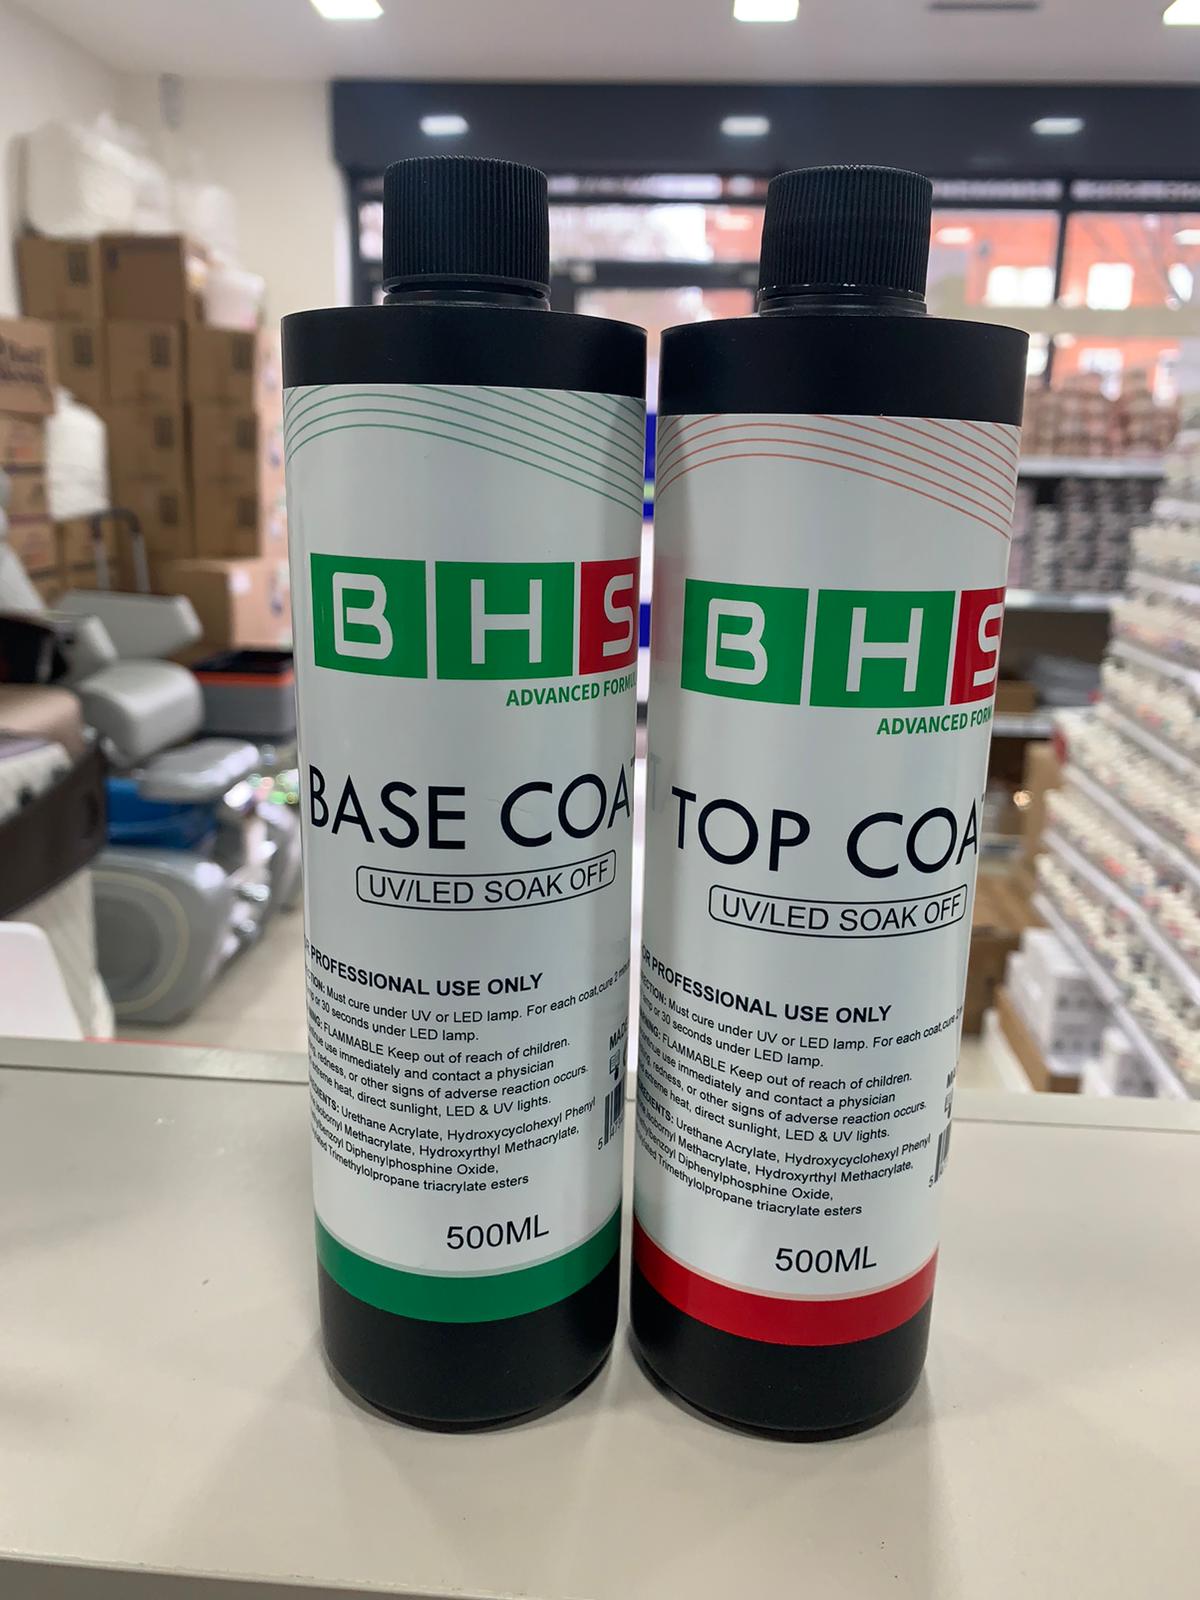 BHS
ADVANCED FORMU
BASE COAT
UV/LED SOAK OFF
PROFESSIONAL USE ONLY
Must cure under UV or LED lamp. For each coat,cure 2
or 30 seconds under LED lamp.
FLAMMABLE Keep out of reach of children.
use immediately and contact a physician
redness, or other signs of adverse reaction occurs.
heat, direct sunlight, LED & UV lights.
Urethane Acrylate, Hydroxycyclohexyl Phenyl
Isobornyl Methacrylate, Hydroxyrthyl Methacrylate,
Diphenylphosphine Oxide,
Trimethylolpropane triacrylate esters
500ML
BHS
ADVANCED FORM
TOP COAT
UV/LED SOAK OFF
PROFESSIONAL USE ONLY
Must cure under UV or LED lamp. For each coat,cure
or 30 seconds under LED lamp.
FLAMMABLE Keep out of reach of children.
use immediately and contact a physician
redness, or other signs of adverse reaction occurs.
heat, direct sunlight, LED & UV lights.
Urethane Acrylate, Hydroxycyclohexyl Phenyl
Isobornyl Methacrylate, Hydroxyrthyl Methacrylate,
Diphenylphosphine Oxide,
Trimethylolpropane triacrylate esters
500ML